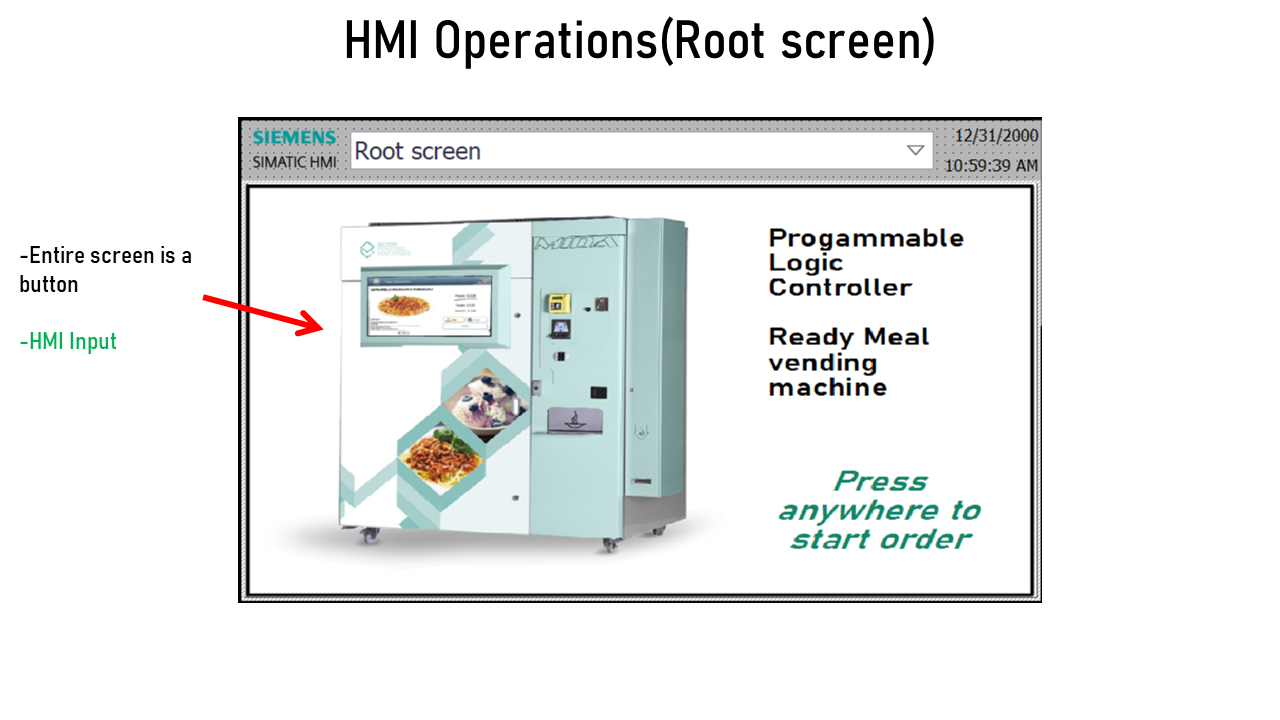 HMI Operations(Root screen)
SIEMENS
SIMATIC HMI
Root screen
12/31/2000
10:59:39 AM
-Entire screen is a
button
-HMI Input
MIDA
Progammable
Logic
Controller
Ready Meal
vending
machine
Press
anywhere to
start order